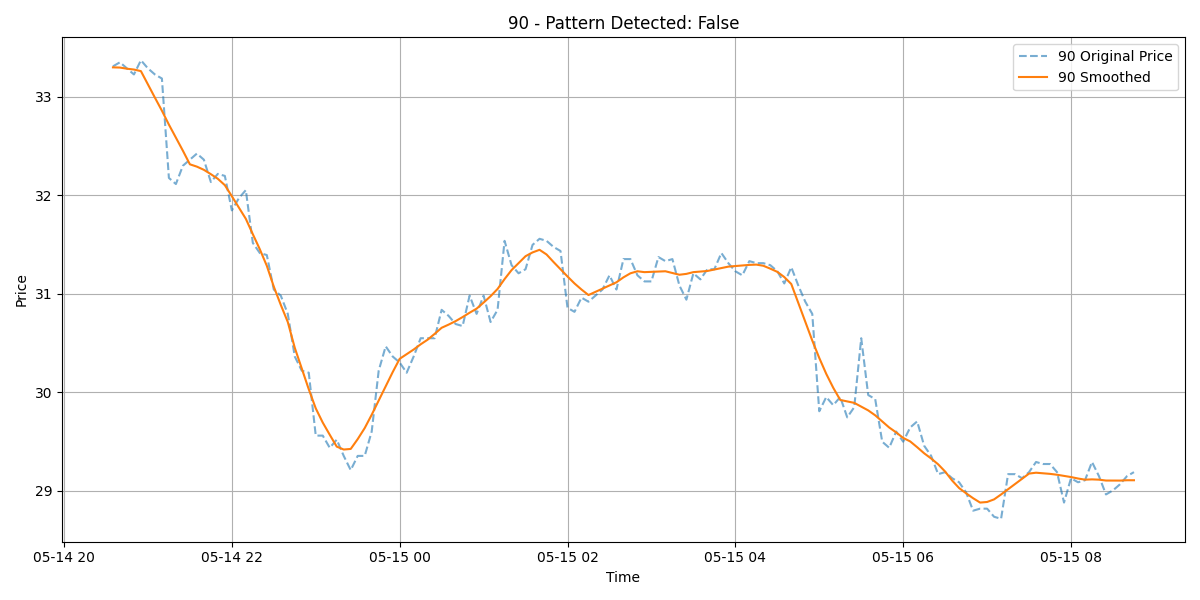 90 - Pattern Detected: False
90 Original Price
90 Smoothed
Price
33
32
31
30
29
05-14 20
05-14 22
05-15 00
05-15 02
05-15 04
05-15 06
05-15 08
Time